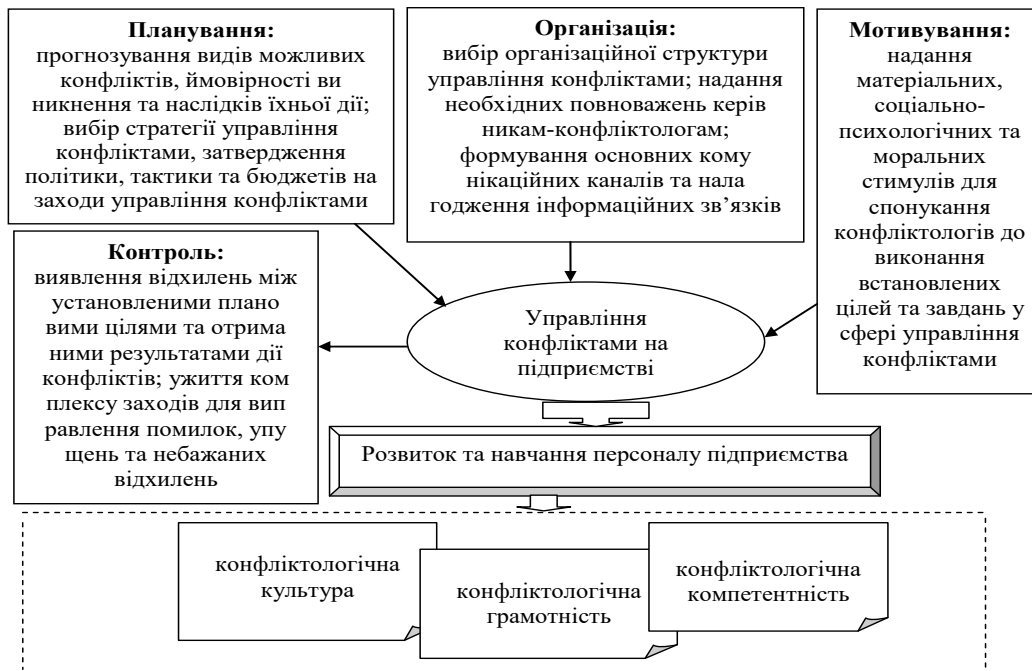 Планування:
прогнозування видів можливих
конфліктів, ймовірності ви
никнення та наслідків їхньої дії;
вибір стратегії управління
конфліктами, затвердження
політики, тактики та бюджетів на
заходи управління конфліктами
Організація:
вибір організаційної структури
управління конфліктами; надання
необхідних повноважень керів
никам-конфліктологам;
формування основних кому
нікаційних каналів та нала
годження інформаційних зв’язків
Мотивування:
надання
матеріальних,
соціально-
психологічних та
моральних
стимулів для
спонукання
конфліктологів до
виконання
встановлених
цілей та завдань у
сфері управління
конфліктами
Контроль:
виявлення відхилень між
установленими плано
вими цілями та отрима
ними результатами дії
конфліктів; ужиття ком
плексу заходів для вип
равлення помилок, упу
щень та небажаних
відхилень
Управління
конфліктами на
підприємстві
Розвиток та навчання персоналу підприємства
конфліктологічна
культура
конфліктологічна
грамотність
конфліктологічна
компетентність